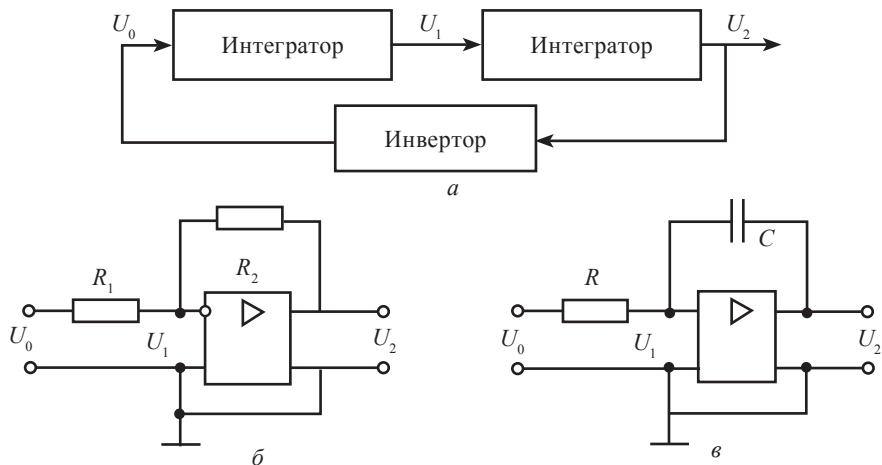 U₀ Интегратор U₁ Интегратор U₂
Инвертор
а
R₁ R₂
U₀ U₁ U₂
б
R C
U₀ U₁ U₂
в